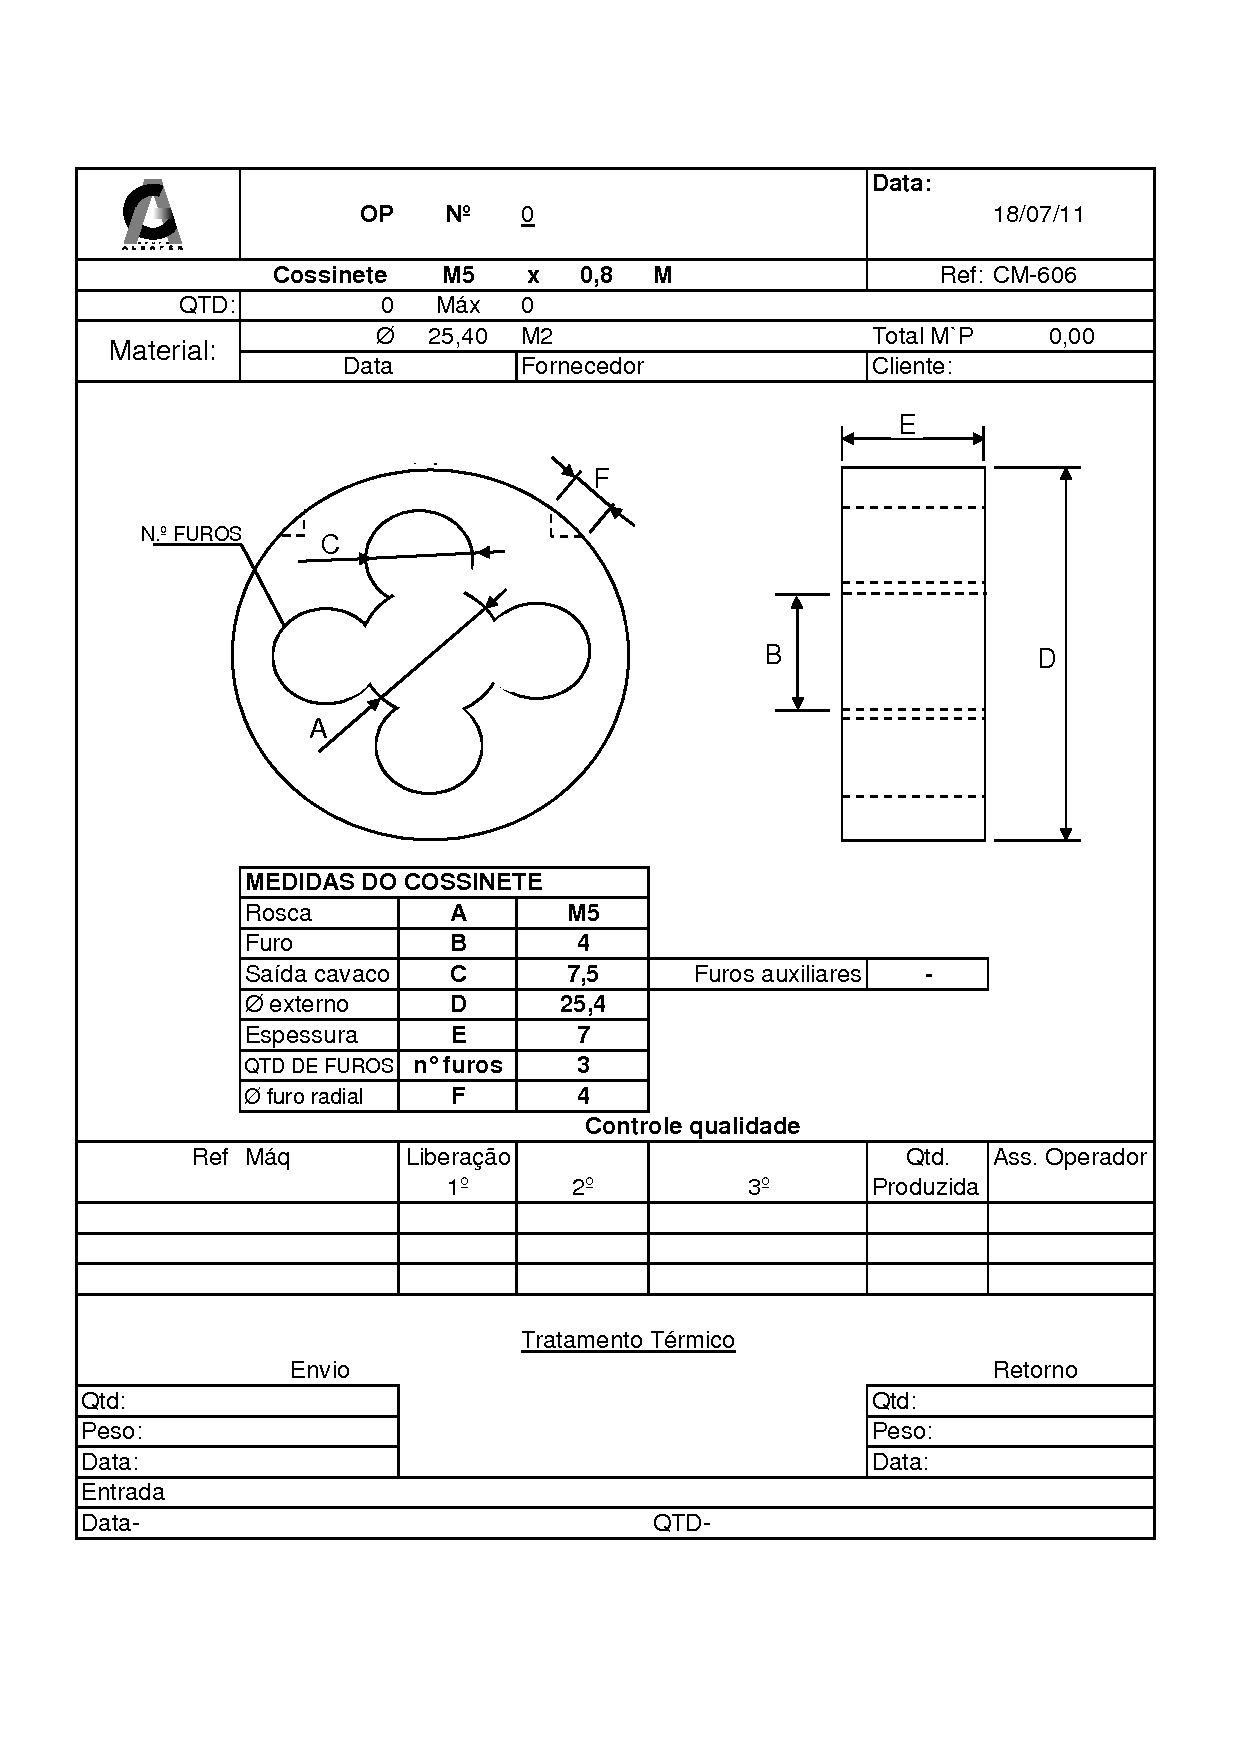 GRUPO
ALBAFER
Data:
OP Nº 0 18/07/11
Cossinete M5 x 0,8 M Ref: CM-606
QTD: 0 Máx 0
Material: Ø 25,40 M2 Total M`P 0,00
Data Fornecedor Cliente:
E
F
N.º FUROS
C
B
D
A
MEDIDAS DO COSSINETE
Rosca A M5
Furo B 4
Saída cavaco C 7,5 Furos auxiliares -
Ø externo D 25,4
Espessura E 7
QTD DE FUROS n° furos 3
Ø furo radial F 4
Controle qualidade
Ref Máq Liberação Qtd. Ass. Operador
1º 2º 3º Produzida
Tratamento Térmico
Envio Retorno
Qtd: Qtd:
Peso: Peso:
Data: Data:
Entrada
Data- QTD-